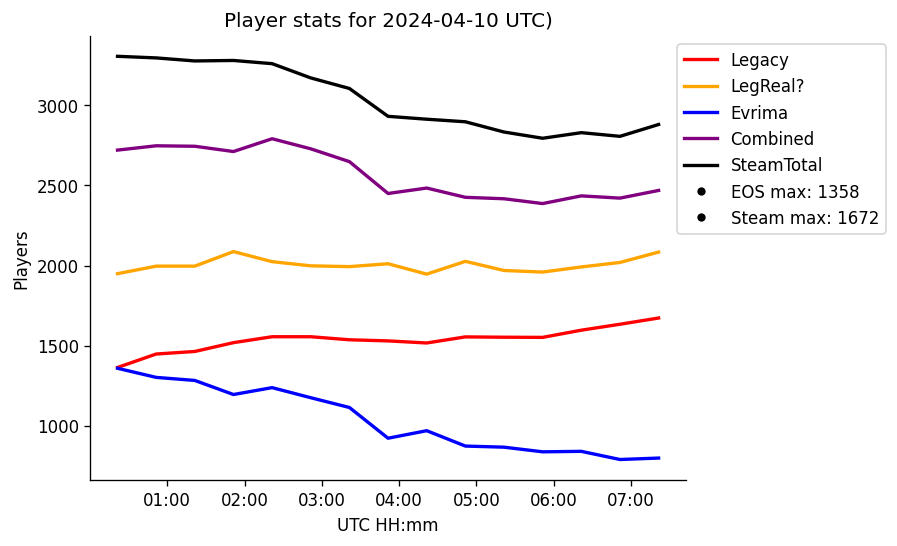 Player stats for 2024-04-10 UTC)
Legacy
LegReal?
Evrima
Combined
SteamTotal
EOS max: 1358
Steam max: 1672
Players
3000
2500
2000
1500
1000
01:00 02:00 03:00 04:00 05:00 06:00 07:00
UTC HH:mm